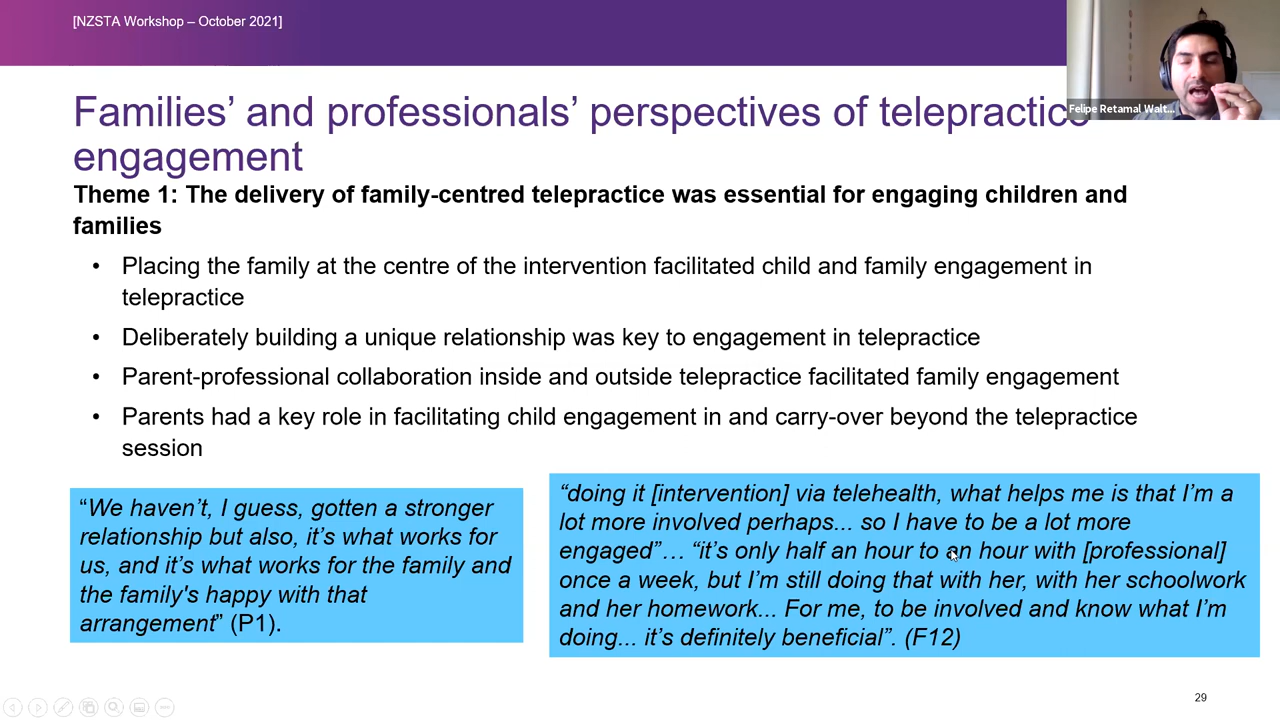 [NZSTA Workshop – October 2021]
Felipe Retamal Walt...
Families’ and professionals’ perspectives of telepractice
engagement
Theme 1: The delivery of family-centred telepractice was essential for engaging children and
families
• Placing the family at the centre of the intervention facilitated child and family engagement in
telepractice
• Deliberately building a unique relationship was key to engagement in telepractice
• Parent-professional collaboration inside and outside telepractice facilitated family engagement
• Parents had a key role in facilitating child engagement in and carry-over beyond the telepractice
session
“We haven’t, I guess, gotten a stronger
relationship but also, it’s what works for
us, and it’s what works for the family and
the family's happy with that
arrangement” (P1).
“doing it [intervention] via telehealth, what helps me is that I’m a
lot more involved perhaps... so I have to be a lot more
engaged”… “it’s only half an hour to an hour with [professional]
once a week, but I’m still doing that with her, with her schoolwork
and her homework... For me, to be involved and know what I’m
doing... it’s definitely beneficial”. (F12)
29